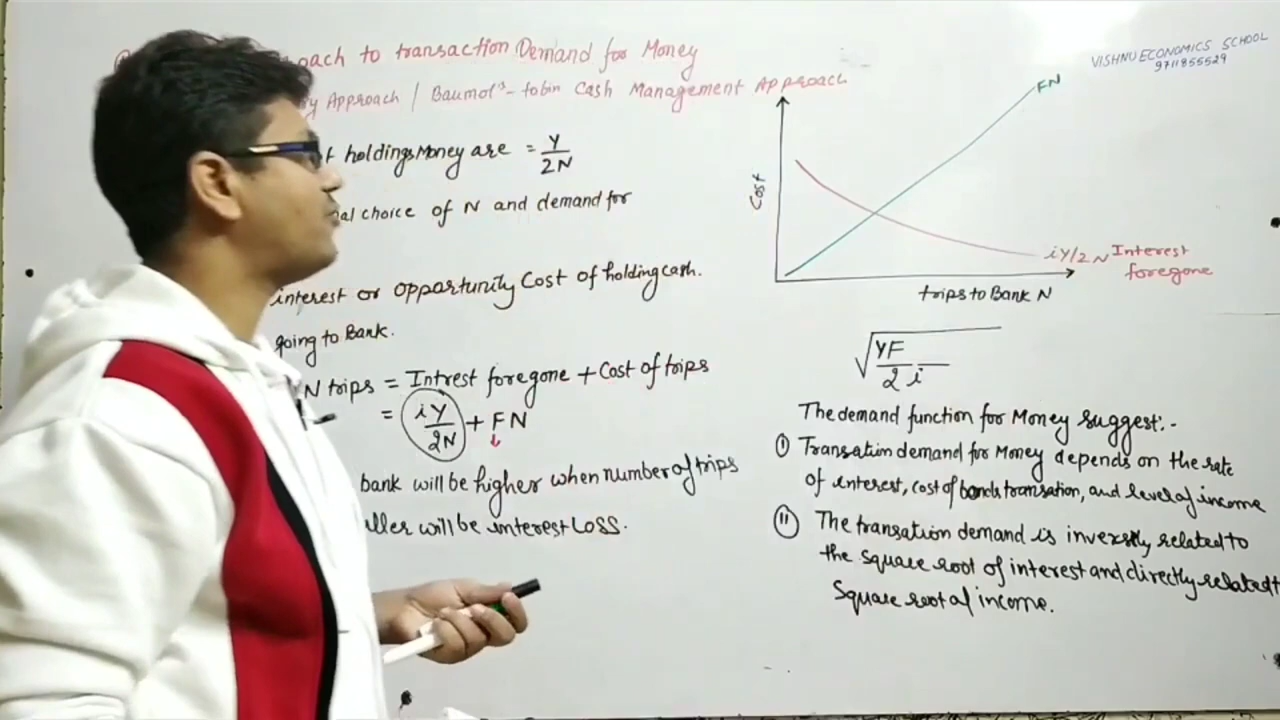 oach to transaction Demand for Money
y Approach / Baumol's-tobin Cash Management Approach
t holdings Money are = Y/2N
nal choice of N and demand for
interest or opportunity Cost of holding cash.
going to Bank.
N trips = Intrest foregone + Cost of trips
= iY/2N + FN
bank will be higher when number of trips
aller will be interest Loss.
VISHNU ECONOMICS SCHOOL
9711855529
FN
Cost
iY/2N Interest
foregone
trips to Bank N
√YF/2i
The demand function for Money suggest:-
(i) Transation demand for Money depends on the rate
of interest, cost of bonds transation, and level of income
(ii) The transation demand is inversly related to
the square root of interest and directly related t
Square root of income.